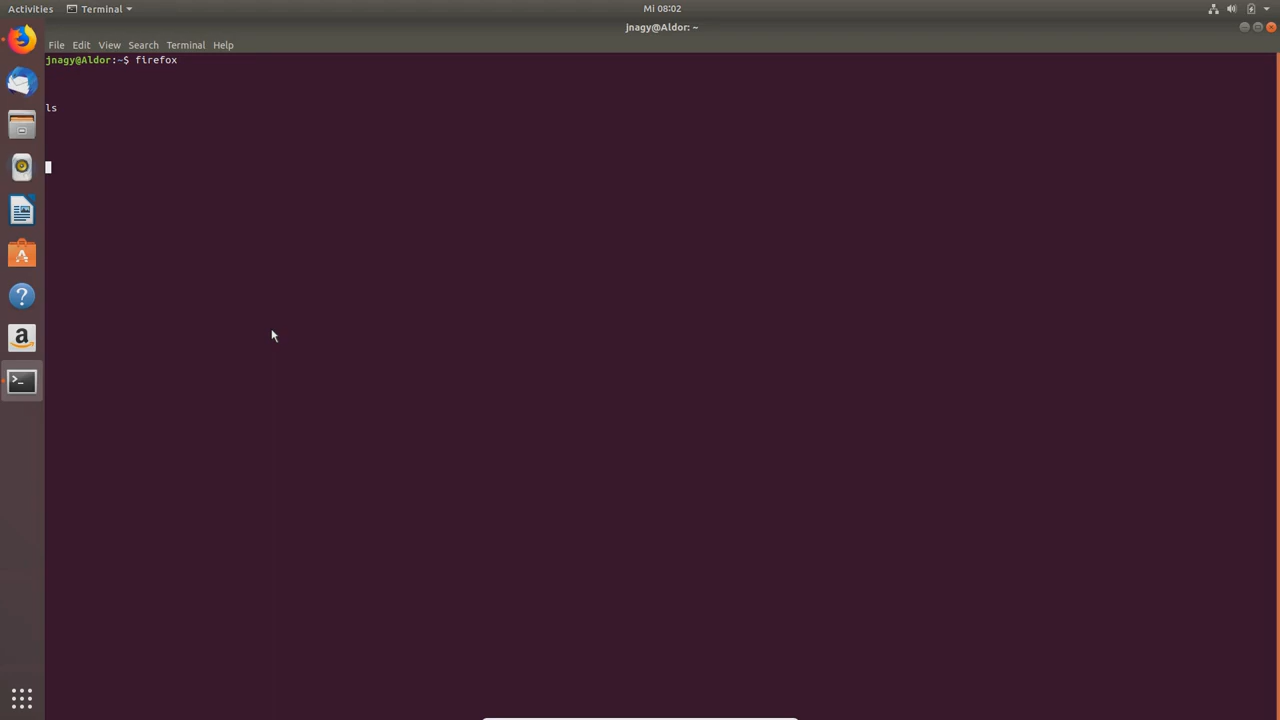 Activities Terminal Mi 08:02
jnagy@Aldor: ~
File Edit View Search Terminal Help
jnagy@Aldor:~$ firefox
ls